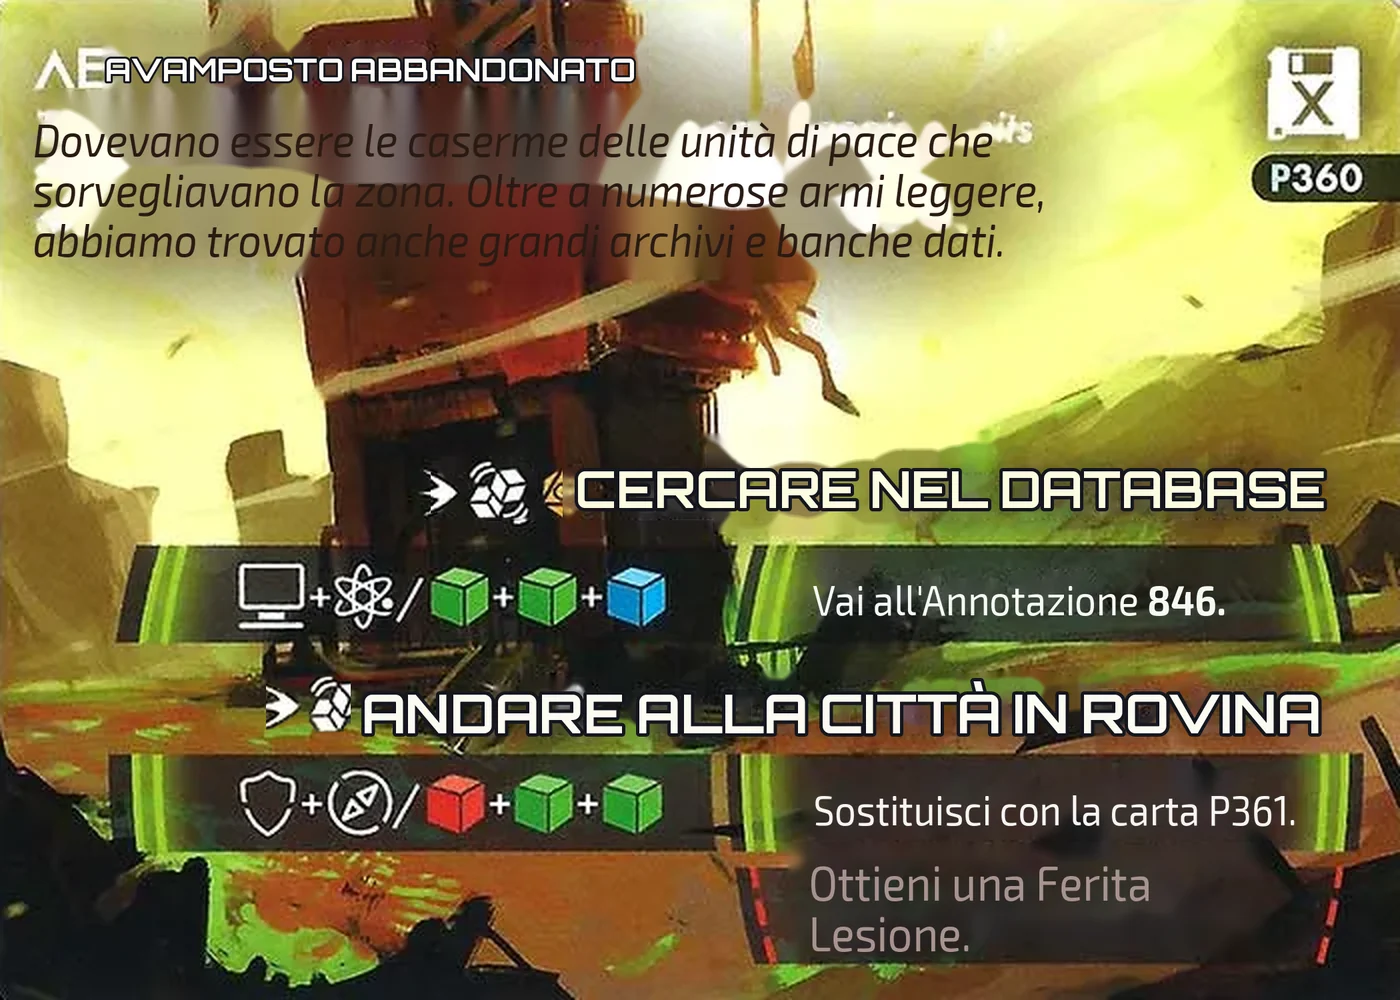 AVAMPOSTO ABBANDONATO
X
P360
Dovevano essere le caserme delle unità di pace che
sorvegliavano la zona. Oltre a numerose armi leggere,
abbiamo trovato anche grandi archivi e banche dati.
CERCARE NEL DATABASE
+ / + +
Vai all'Annotazione 846.
ANDARE ALLA CITTÀ IN ROVINA
+ / + +
Sostituisci con la carta P361.
Ottieni una Ferita
Lesione.